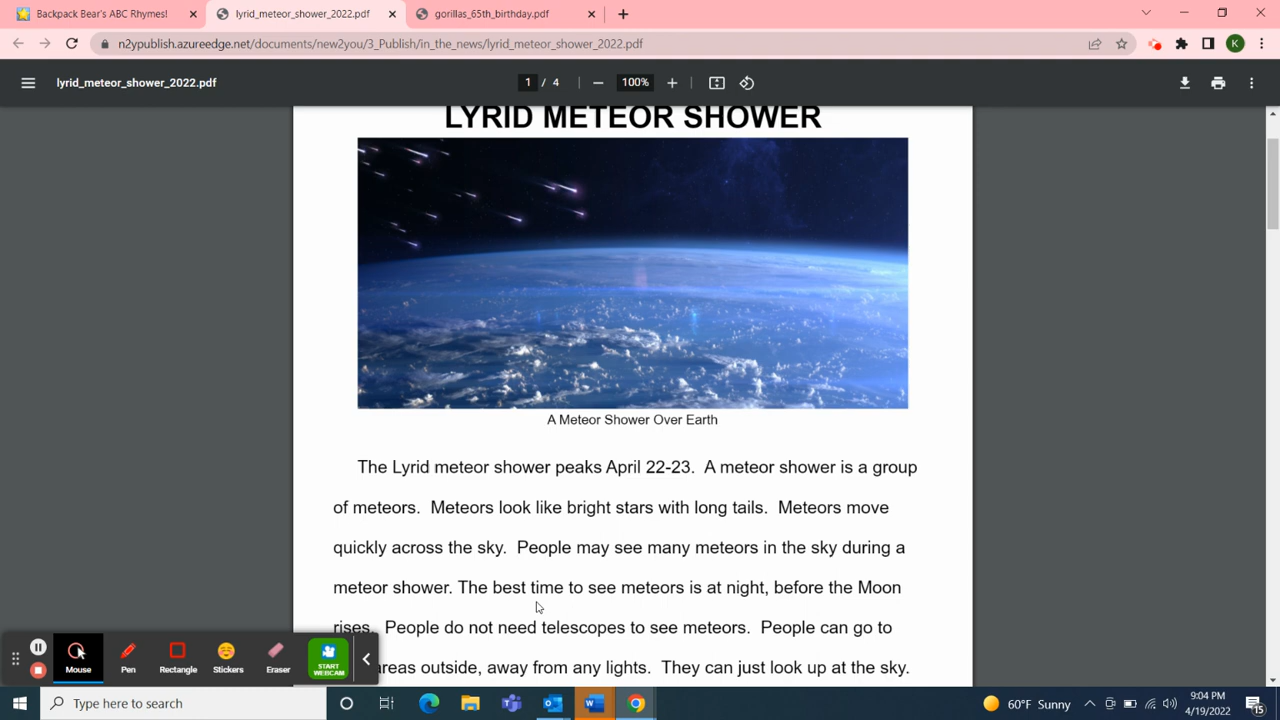 Backpack Bear's ABC Rhymes!
lyrid_meteor_shower_2022.pdf
gorillas_65th_birthday.pdf
n2ypublish.azureedge.net/documents/new2you/3_Publish/in_the_news/lyrid_meteor_shower_2022.pdf
K
lyrid_meteor_shower_2022.pdf
1 / 4
100%
LYRID METEOR SHOWER
A Meteor Shower Over Earth
The Lyrid meteor shower peaks April 22-23. A meteor shower is a group
of meteors. Meteors look like bright stars with long tails. Meteors move
quickly across the sky. People may see many meteors in the sky during a
meteor shower. The best time to see meteors is at night, before the Moon
rises. People do not need telescopes to see meteors. People can go to
areas outside, away from any lights. They can just look up at the sky.
Mouse
Pen
Rectangle
Stickers
Eraser
START
WEBCAM
Type here to search
60°F Sunny
9:04 PM
4/19/2022
15